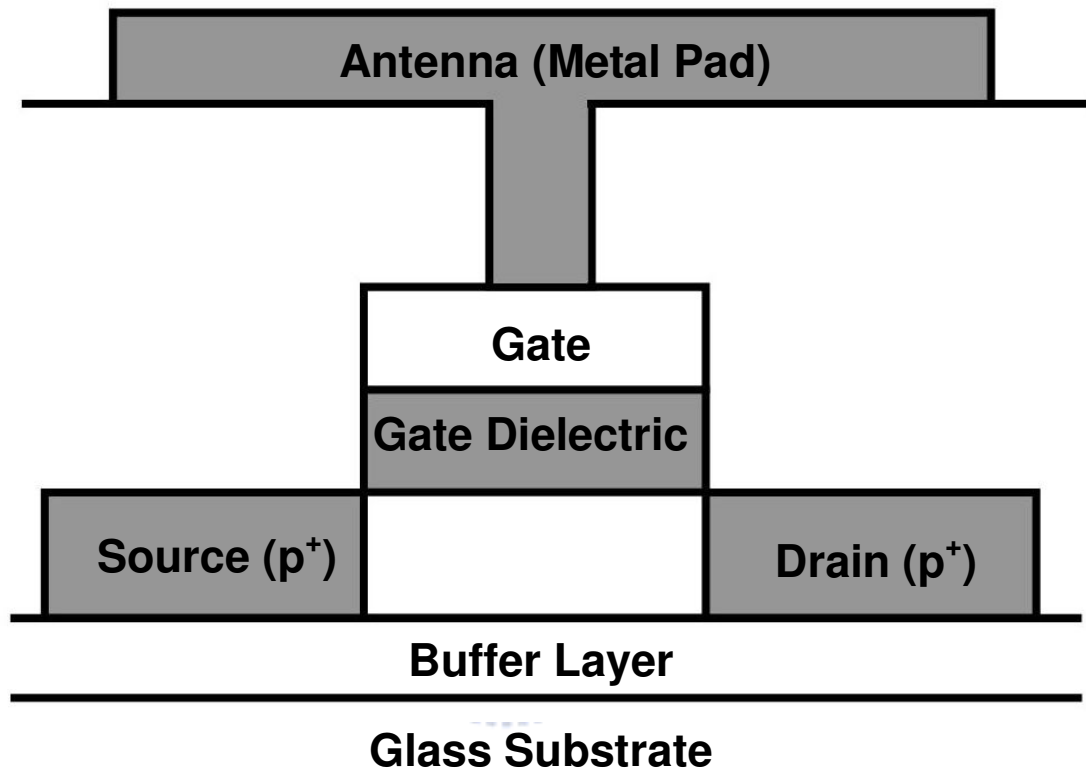 Antenna (Metal Pad)
Gate
Gate Dielectric
Source (p⁺)
Drain (p⁺)
Buffer Layer
Glass Substrate